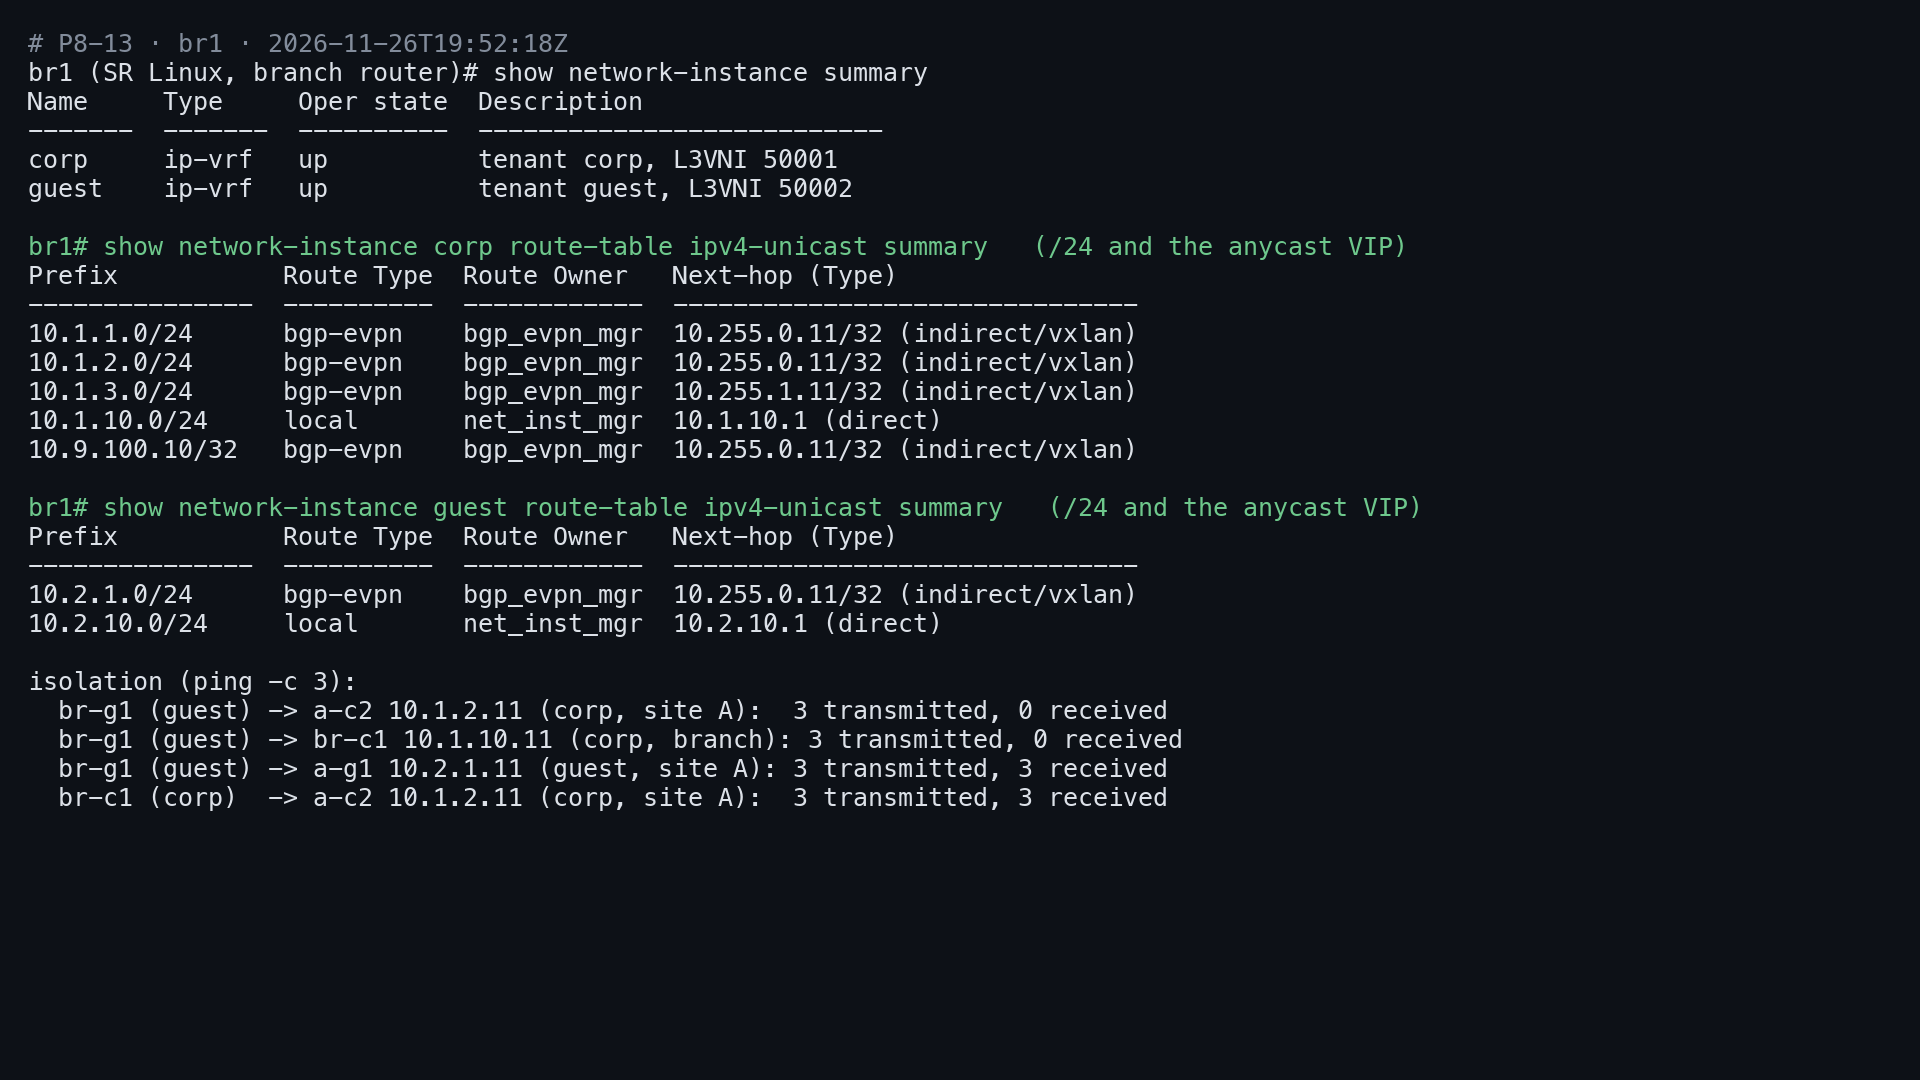 # P8-13 · br1 · 2026-11-26T19:52:18Z
br1 (SR Linux, branch router)# show network-instance summary
Name     Type     Oper state  Description
-------  -------  ----------  ---------------------------
corp     ip-vrf   up          tenant corp, L3VNI 50001
guest    ip-vrf   up          tenant guest, L3VNI 50002
br1# show network-instance corp route-table ipv4-unicast summary   (/24 and the anycast VIP)
Prefix           Route Type  Route Owner   Next-hop (Type)
---------------  ----------  ------------  -------------------------------
10.1.1.0/24      bgp-evpn    bgp_evpn_mgr  10.255.0.11/32 (indirect/vxlan)
10.1.2.0/24      bgp-evpn    bgp_evpn_mgr  10.255.0.11/32 (indirect/vxlan)
10.1.3.0/24      bgp-evpn    bgp_evpn_mgr  10.255.1.11/32 (indirect/vxlan)
10.1.10.0/24     local       net_inst_mgr  10.1.10.1 (direct)
10.9.100.10/32   bgp-evpn    bgp_evpn_mgr  10.255.0.11/32 (indirect/vxlan)
br1# show network-instance guest route-table ipv4-unicast summary   (/24 and the anycast VIP)
Prefix           Route Type  Route Owner   Next-hop (Type)
---------------  ----------  ------------  -------------------------------
10.2.1.0/24      bgp-evpn    bgp_evpn_mgr  10.255.0.11/32 (indirect/vxlan)
10.2.10.0/24     local       net_inst_mgr  10.2.10.1 (direct)
isolation (ping -c 3):
  br-g1 (guest) -> a-c2 10.1.2.11 (corp, site A):  3 transmitted, 0 received
  br-g1 (guest) -> br-c1 10.1.10.11 (corp, branch): 3 transmitted, 0 received
  br-g1 (guest) -> a-g1 10.2.1.11 (guest, site A): 3 transmitted, 3 received
  br-c1 (corp)  -> a-c2 10.1.2.11 (corp, site A):  3 transmitted, 3 received